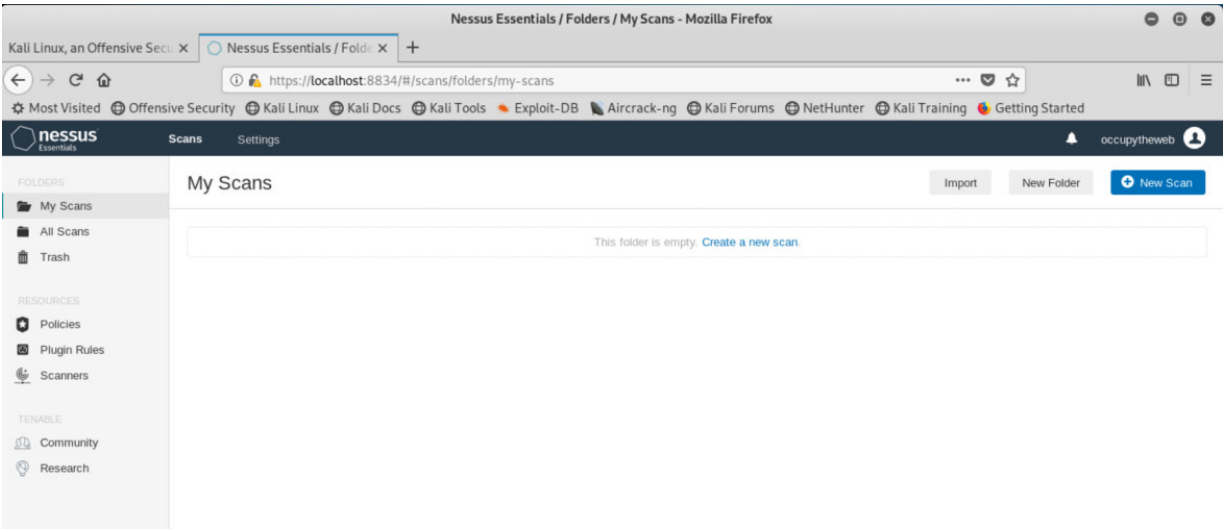 Nessus Essentials / Folders / My Scans - Mozilla Firefox
Kali Linux, an Offensive Secu Nessus Essentials / Folde
https://localhost:8834/#/scans/folders/my-scans
Most Visited Offensive Security Kali Linux Kali Docs Kali Tools Exploit-DB Aircrack-ng Kali Forums NetHunter Kali Training Getting Started
nessus Scans Settings occupytheweb
Essentials
FOLDERS
My Scans
All Scans
Trash
RESOURCES
Policies
Plugin Rules
Scanners
TENABLE
Community
Research
My Scans Import New Folder New Scan
This folder is empty. Create a new scan.